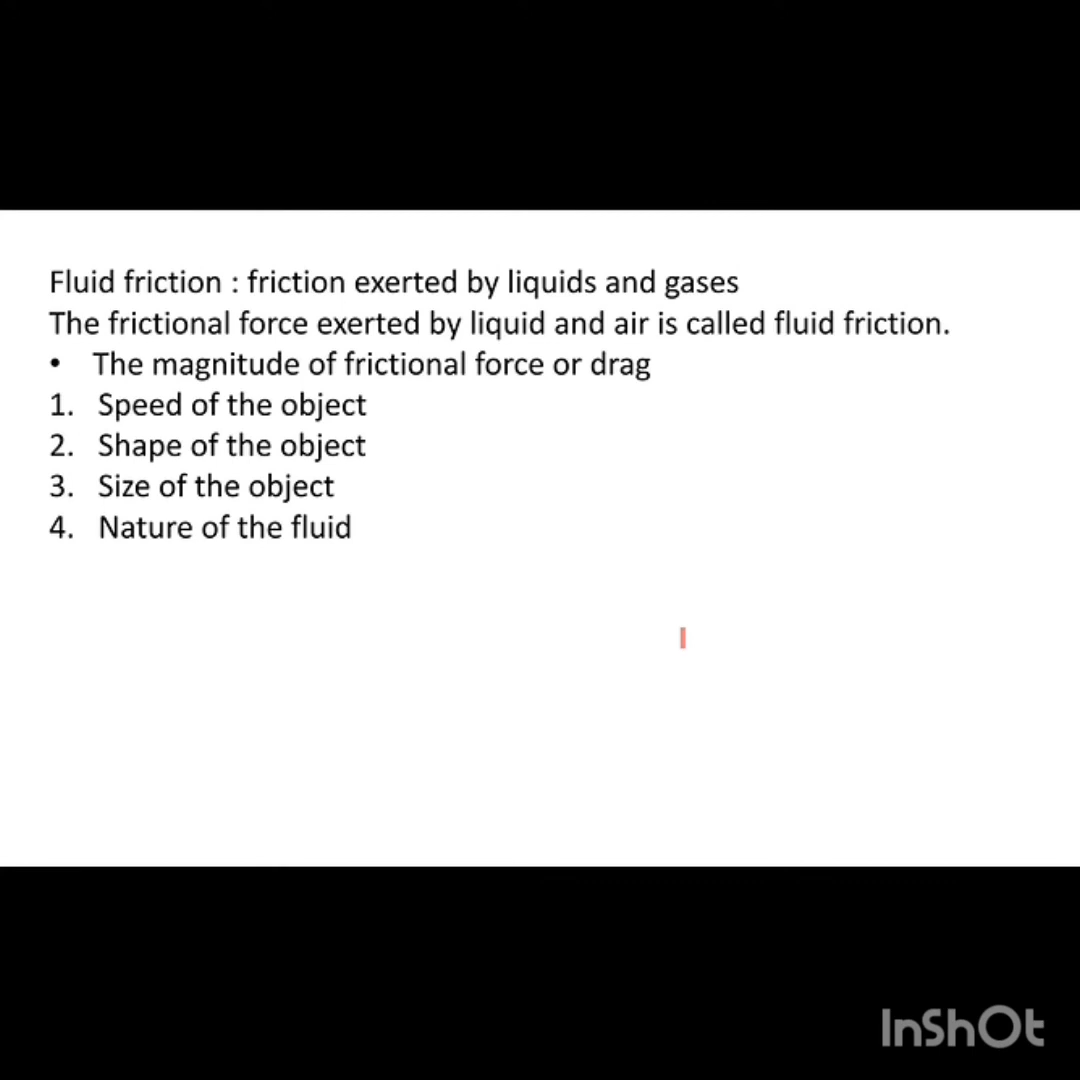 Fluid friction : friction exerted by liquids and gases
The frictional force exerted by liquid and air is called fluid friction.
• The magnitude of frictional force or drag
1. Speed of the object
2. Shape of the object
3. Size of the object
4. Nature of the fluid
InShOt